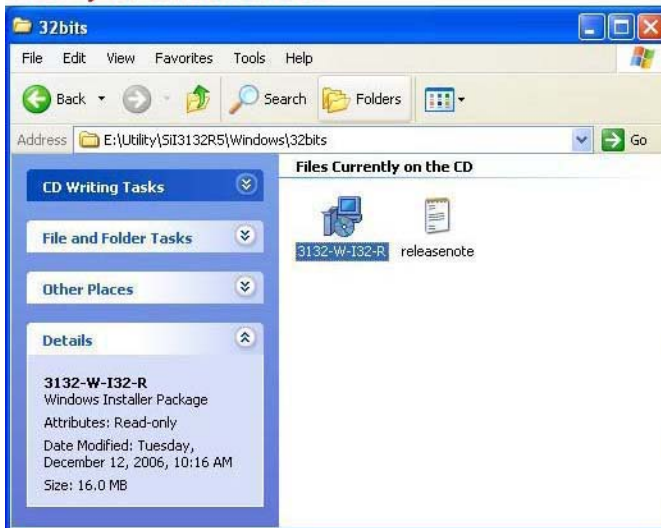 32bits
File Edit View Favorites Tools Help
Back Search Folders
Address E:\Utility\SiI3132R5\Windows\32bits Go
Files Currently on the CD
CD Writing Tasks
3132-W-I32-R releasenote
File and Folder Tasks
Other Places
Details
3132-W-I32-R
Windows Installer Package
Attributes: Read-only
Date Modified: Tuesday,
December 12, 2006, 10:16 AM
Size: 16.0 MB